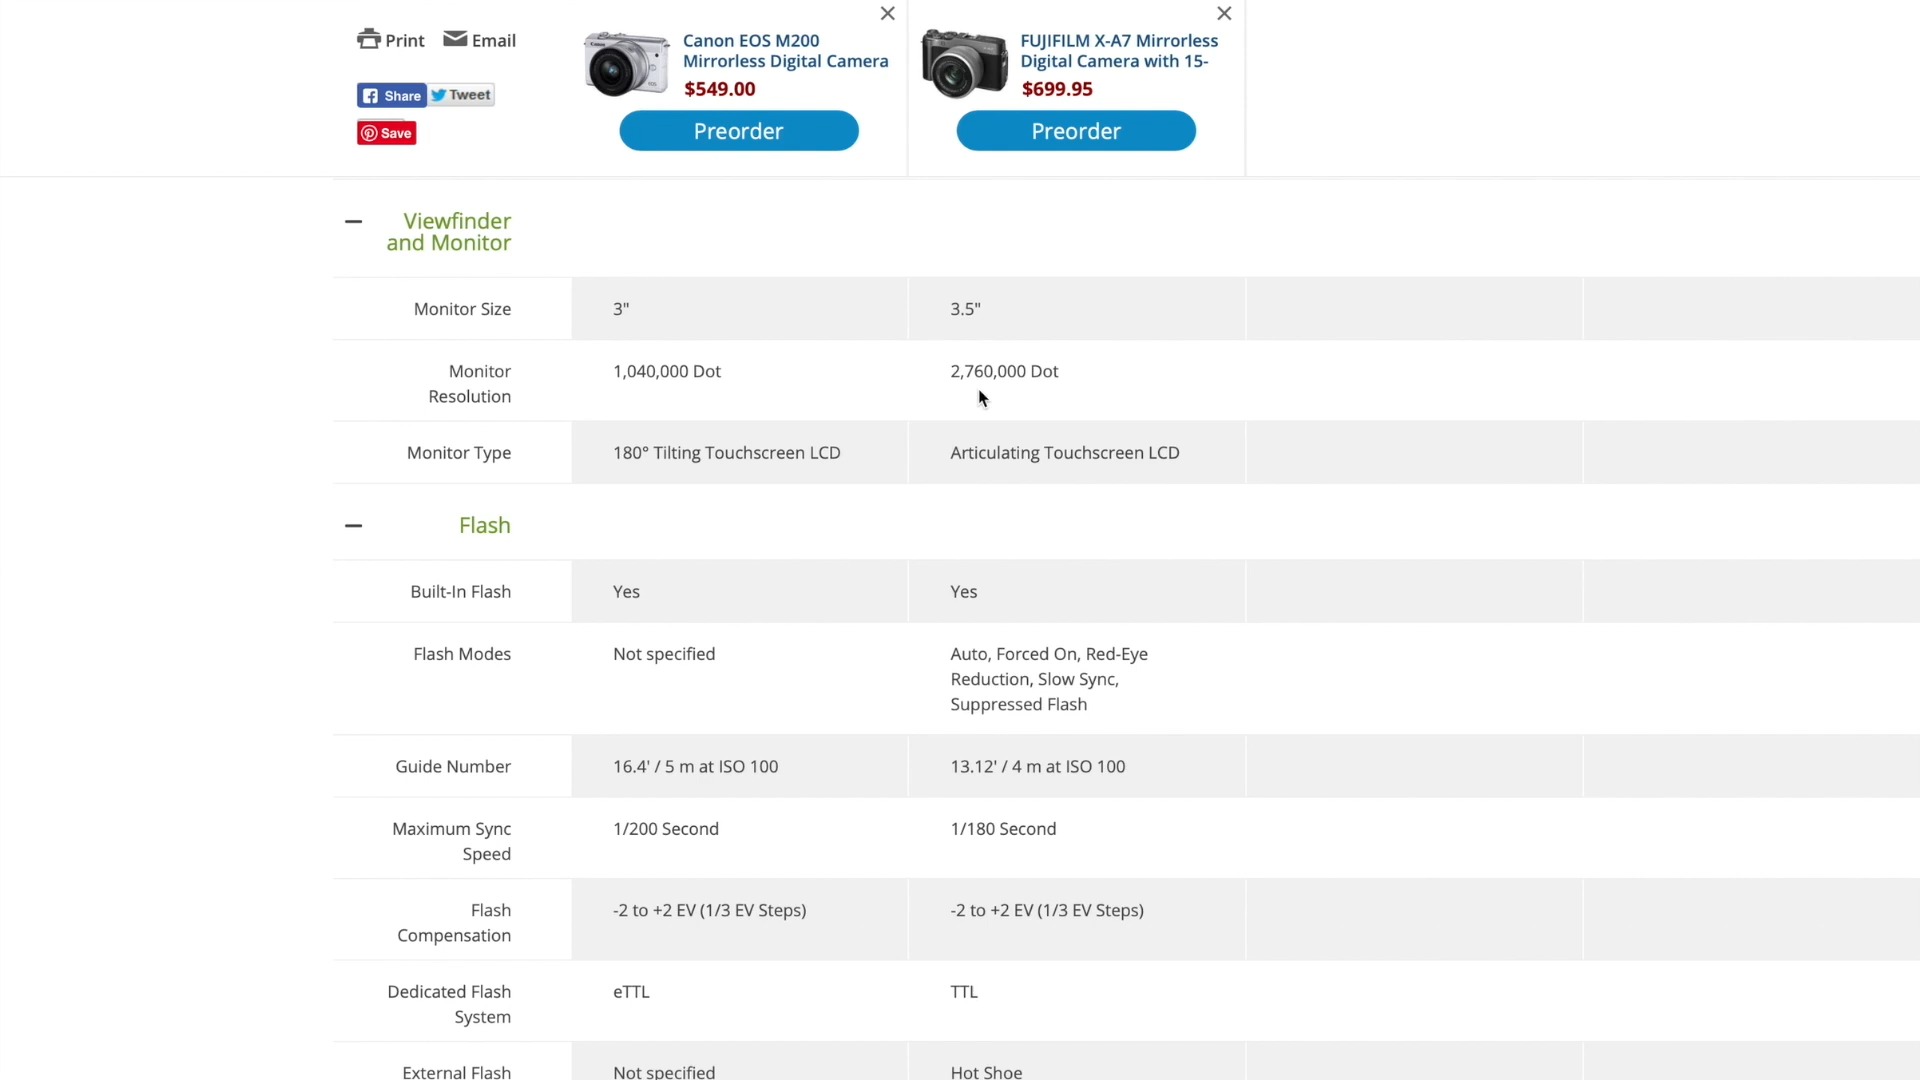 Print Email
Share Tweet
Save
Canon EOS M200
Mirrorless Digital Camera
$549.00
Preorder
FUJIFILM X-A7 Mirrorless
Digital Camera with 15-
$699.95
Preorder
Viewfinder
and Monitor
Monitor Size 3" 3.5"
Monitor
Resolution 1,040,000 Dot 2,760,000 Dot
Monitor Type 180° Tilting Touchscreen LCD Articulating Touchscreen LCD
Flash
Built-In Flash Yes Yes
Flash Modes Not specified Auto, Forced On, Red-Eye
Reduction, Slow Sync,
Suppressed Flash
Guide Number 16.4' / 5 m at ISO 100 13.12' / 4 m at ISO 100
Maximum Sync
Speed 1/200 Second 1/180 Second
Flash
Compensation -2 to +2 EV (1/3 EV Steps) -2 to +2 EV (1/3 EV Steps)
Dedicated Flash
System eTTL TTL
External Flash Not specified Hot Shoe